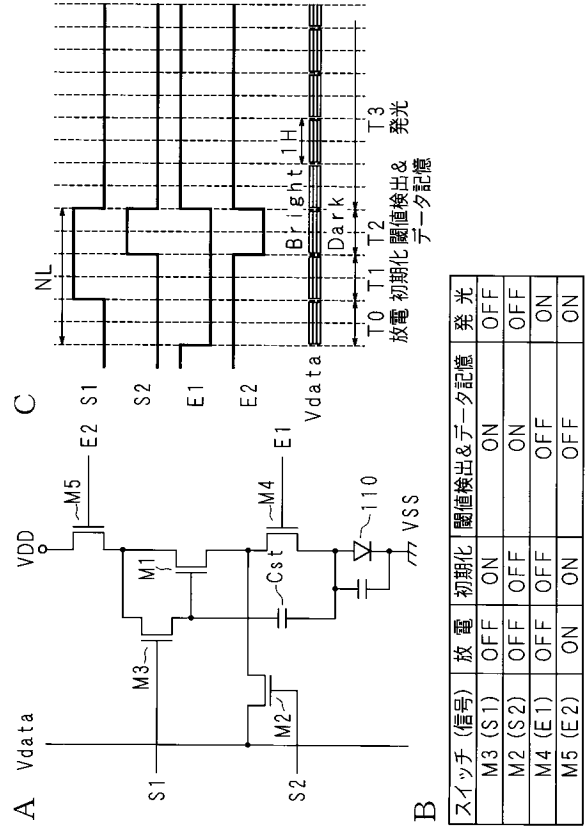 A
Vdata
VDD
M5
E2
M3
M1
S1
M4
E1
Cst
110
M2
S2
VSS
C
NL
S1
S2
E1
E2
Bright
1H
Vdata
Dark
T0
T1
T2
T3
放電
初期化
閾値検出&
データ記憶
発光
B
スイッチ (信号) 放電 初期化 閾値検出&データ記憶 発光
M3 (S1) OFF ON ON OFF
M2 (S2) OFF OFF ON OFF
M4 (E1) OFF OFF OFF ON
M5 (E2) ON ON OFF ON